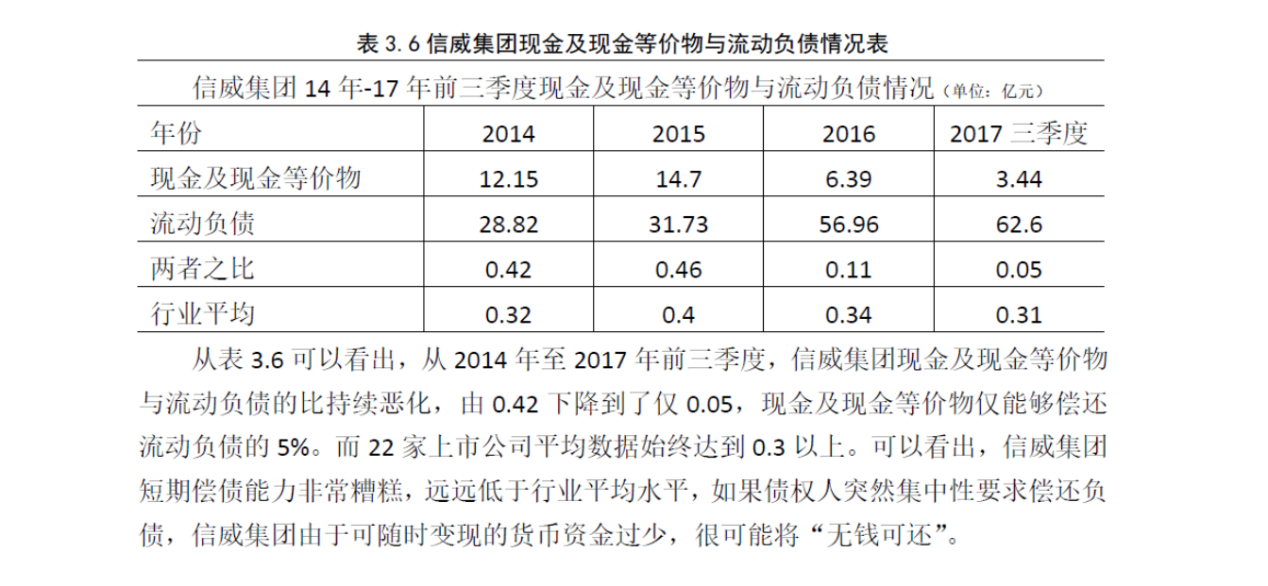 表 3.6 信威集团现金及现金等价物与流动负债情况表
信威集团 14 年-17 年前三季度现金及现金等价物与流动负债情况（单位：亿元）
年份 2014 2015 2016 2017 三季度
现金及现金等价物 12.15 14.7 6.39 3.44
流动负债 28.82 31.73 56.96 62.6
两者之比 0.42 0.46 0.11 0.05
行业平均 0.32 0.4 0.34 0.31
从表 3.6 可以看出，从 2014 年至 2017 年前三季度，信威集团现金及现金等价物
与流动负债的比持续恶化，由 0.42 下降到了仅 0.05，现金及现金等价物仅能够偿还
流动负债的 5%。而 22 家上市公司平均数据始终达到 0.3 以上。可以看出，信威集团
短期偿债能力非常糟糕，远远低于行业平均水平，如果债权人突然集中性要求偿还负
债，信威集团由于可随时变现的货币资金过少，很可能将“无钱可还”。